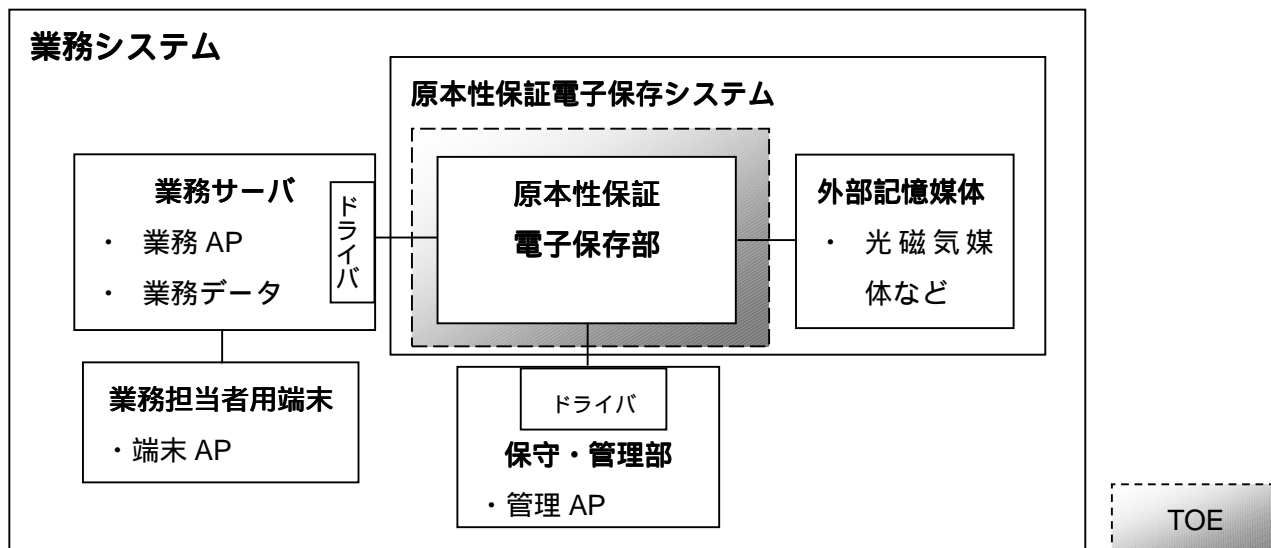 業務システム
原本性保証電子保存システム
業務サーバ
・ 業務 AP
・ 業務データ
ドライバ
原本性保証
電子保存部
外部記憶媒体
・ 光磁気媒
体など
業務担当者用端末
・端末 AP
ドライバ
保守・管理部
・管理 AP
TOE